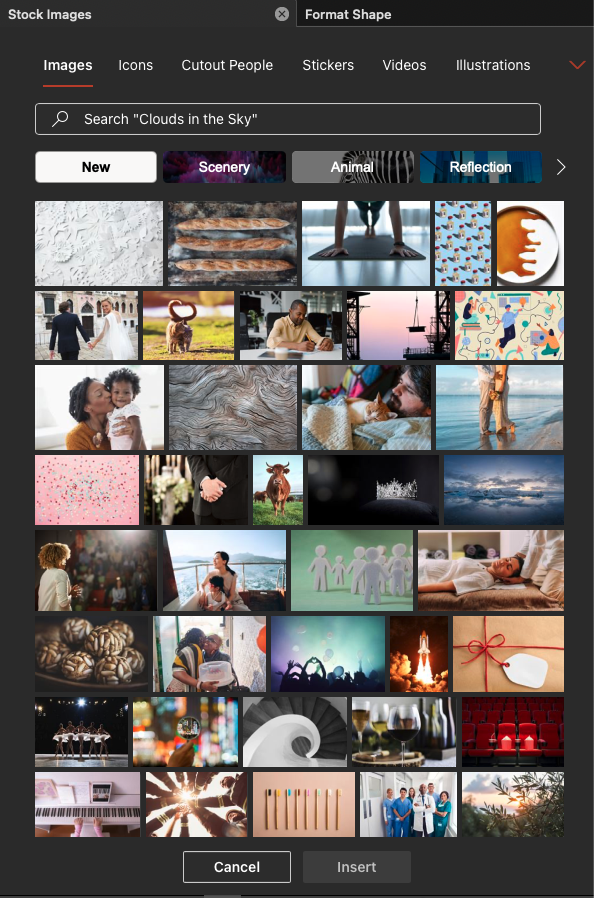 Stock Images
Format Shape
Images
Icons
Cutout People
Stickers
Videos
Illustrations
Search "Clouds in the Sky"
New
Scenery
Animal
Reflection
Cancel
Insert